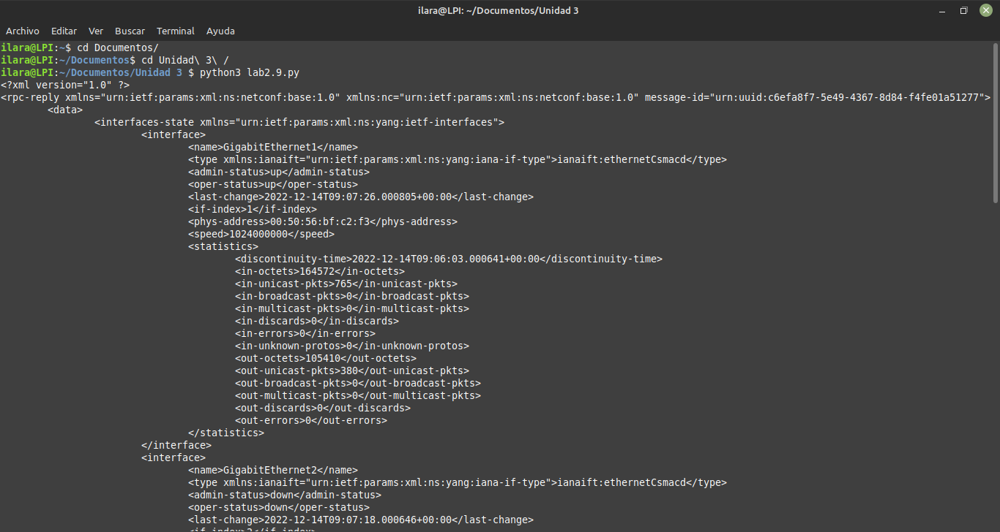 ilara@LPI: ~/Documentos/Unidad 3
Archivo Editar Ver Buscar Terminal Ayuda
ilara@LPI:~$ cd Documentos/
ilara@LPI:~/Documentos$ cd Unidad\ 3\ /
ilara@LPI:~/Documentos/Unidad 3 $ python3 lab2.9.py
<?xml version="1.0" ?>
<rpc-reply xmlns="urn:ietf:params:xml:ns:netconf:base:1.0" xmlns:nc="urn:ietf:params:xml:ns:netconf:base:1.0" message-id="urn:uuid:c6efa8f7-5e49-4367-8d84-f4fe01a51277">
<data>
<interfaces-state xmlns="urn:ietf:params:xml:ns:yang:ietf-interfaces">
<interface>
<name>GigabitEthernet1</name>
<type xmlns:ianaift="urn:ietf:params:xml:ns:yang:iana-if-type">ianaift:ethernetCsmacd</type>
<admin-status>up</admin-status>
<oper-status>up</oper-status>
<last-change>2022-12-14T09:07:26.000805+00:00</last-change>
<if-index>1</if-index>
<phys-address>00:50:56:bf:c2:f3</phys-address>
<speed>1024000000</speed>
<statistics>
<discontinuity-time>2022-12-14T09:06:03.000641+00:00</discontinuity-time>
<in-octets>164572</in-octets>
<in-unicast-pkts>765</in-unicast-pkts>
<in-broadcast-pkts>0</in-broadcast-pkts>
<in-multicast-pkts>0</in-multicast-pkts>
<in-discards>0</in-discards>
<in-errors>0</in-errors>
<in-unknown-protos>0</in-unknown-protos>
<out-octets>105410</out-octets>
<out-unicast-pkts>380</out-unicast-pkts>
<out-broadcast-pkts>0</out-broadcast-pkts>
<out-multicast-pkts>0</out-multicast-pkts>
<out-discards>0</out-discards>
<out-errors>0</out-errors>
</statistics>
</interface>
<interface>
<name>GigabitEthernet2</name>
<type xmlns:ianaift="urn:ietf:params:xml:ns:yang:iana-if-type">ianaift:ethernetCsmacd</type>
<admin-status>down</admin-status>
<oper-status>down</oper-status>
<last-change>2022-12-14T09:07:18.000646+00:00</last-change>
<if-index>2</if-index>